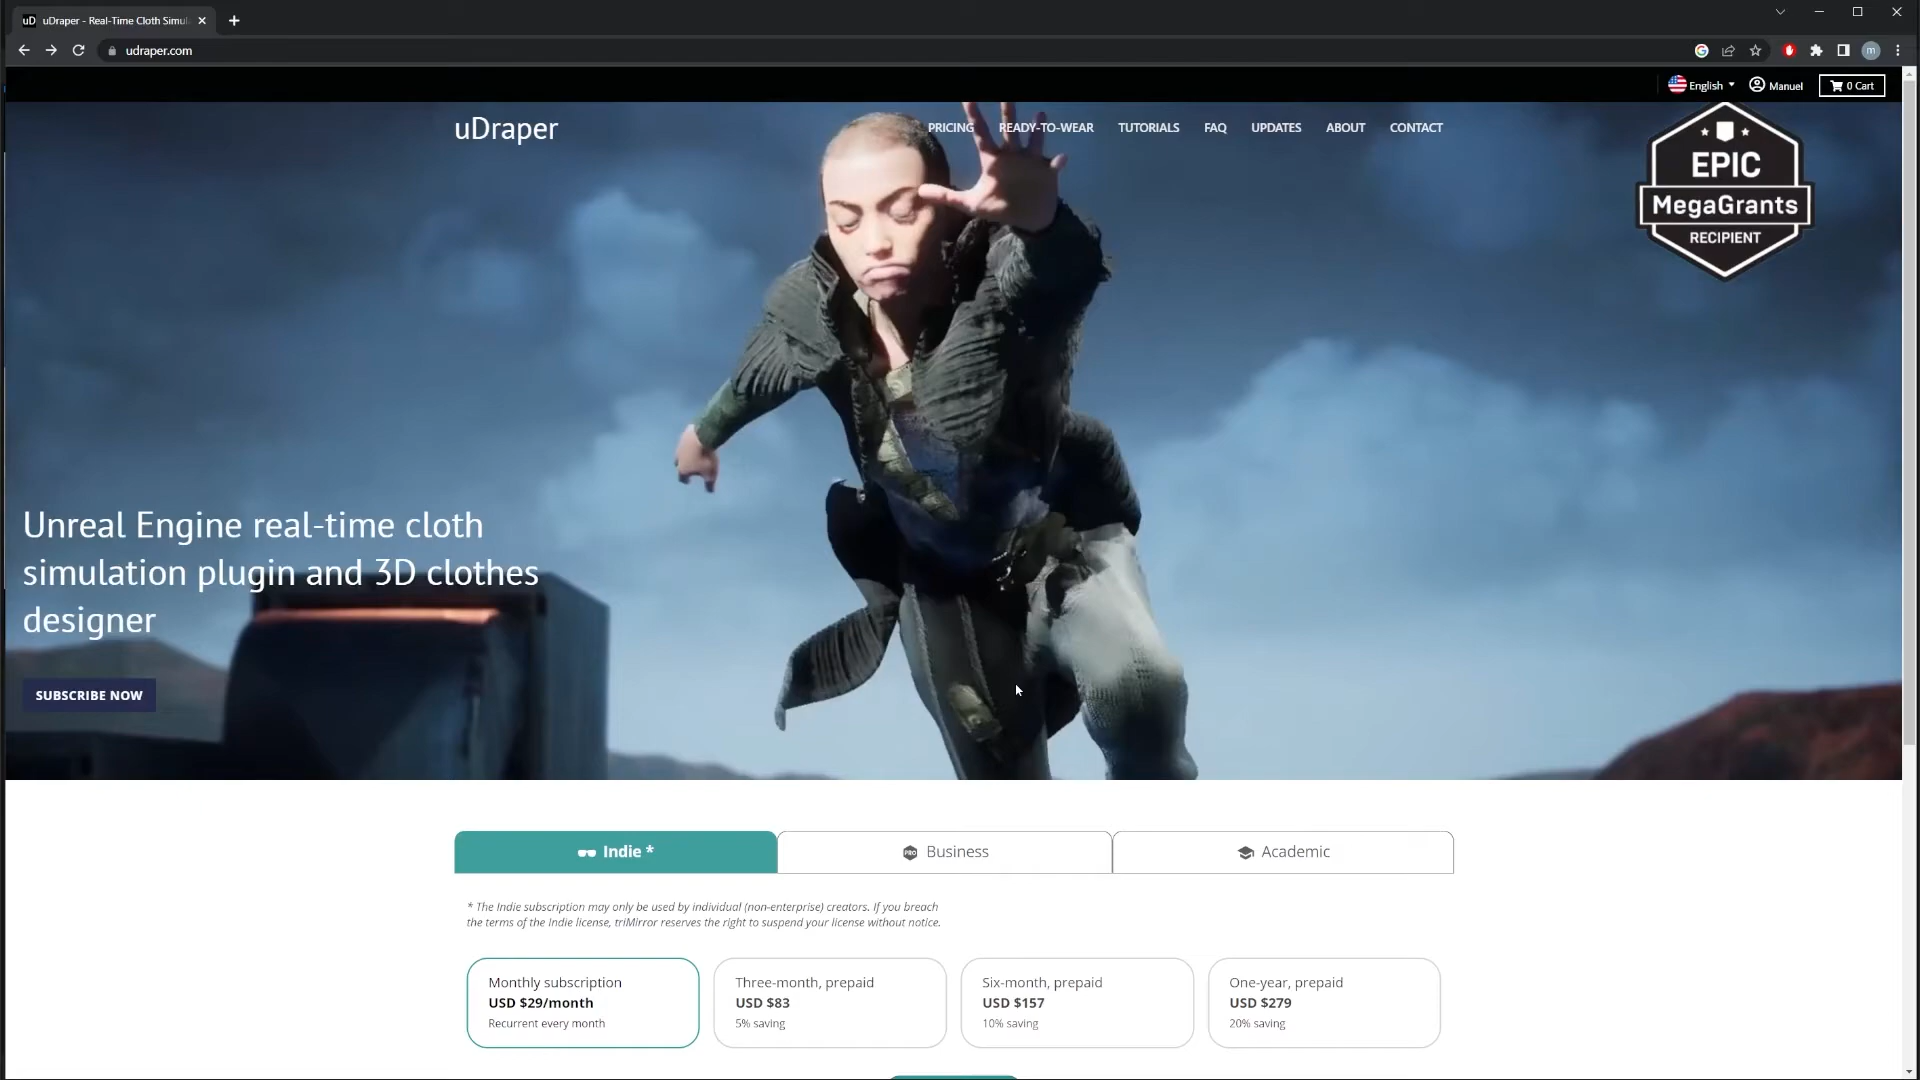 uD uDraper - Real-Time Cloth Simul
udraper.com
English
Manuel
0 Cart
uDraper
PRICING
READY-TO-WEAR
TUTORIALS
FAQ
UPDATES
ABOUT
CONTACT
EPIC
MegaGrants
RECIPIENT
Unreal Engine real-time cloth
simulation plugin and 3D clothes
designer
SUBSCRIBE NOW
Indie *
PRO Business
Academic
* The Indie subscription may only be used by individual (non-enterprise) creators. If you breach
the terms of the Indie license, triMirror reserves the right to suspend your license without notice.
Monthly subscription
USD $29/month
Recurrent every month
Three-month, prepaid
USD $83
5% saving
Six-month, prepaid
USD $157
10% saving
One-year, prepaid
USD $279
20% saving